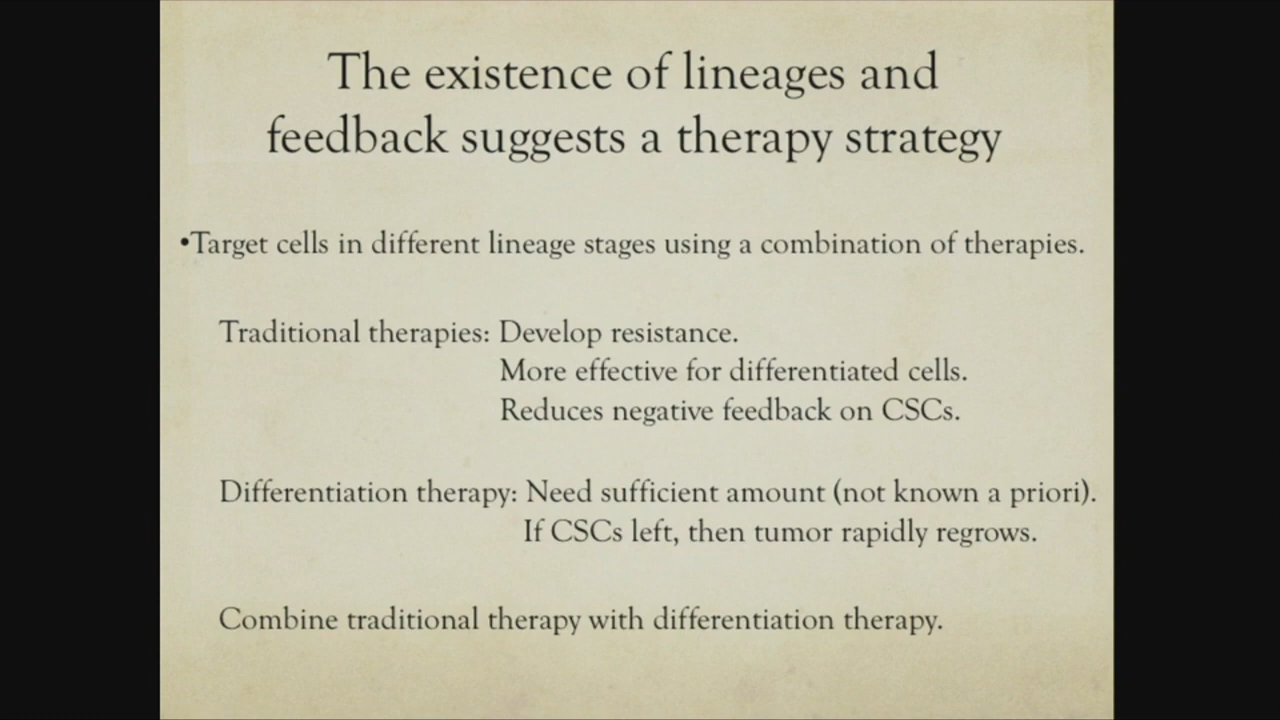 The existence of lineages and
feedback suggests a therapy strategy
•Target cells in different lineage stages using a combination of therapies.
Traditional therapies: Develop resistance.
More effective for differentiated cells.
Reduces negative feedback on CSCs.
Differentiation therapy: Need sufficient amount (not known a priori).
If CSCs left, then tumor rapidly regrows.
Combine traditional therapy with differentiation therapy.